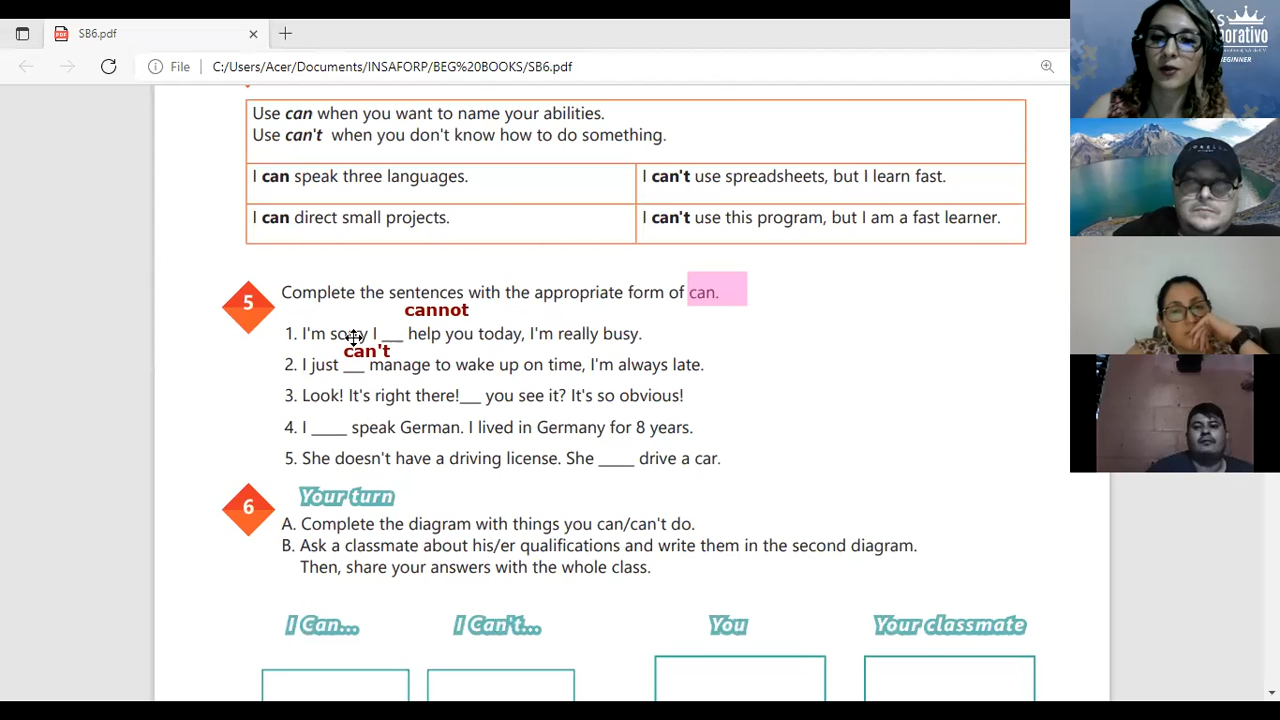 SB6.pdf
File C:/Users/Acer/Documents/INSAFORP/BEG%20BOOKS/
és
orativo
BEGINNER
Use can when you want to name your abilities.
Use can't when you don't know how to do something.
I can speak three languages.
I can't use spreadsheets, but I learn fast.
I can direct small projects.
I can't use this program, but I am a fast learner.
5 Complete the sentences with the appropriate form of can.
cannot
1. I'm sorry I ___ help you today, I'm really busy.
can't
2. I just ___ manage to wake up on time, I'm always late.
3. Look! It's right there!___ you see it? It's so obvious!
4. I _____ speak German. I lived in Germany for 8 years.
5. She doesn't have a driving license. She _____ drive a car.
6 Your turn
A. Complete the diagram with things you can/can't do.
B. Ask a classmate about his/er qualifications and write them in the second diagram.
Then, share your answers with the whole class.
I Can...
I Can't...
You
Your classmate